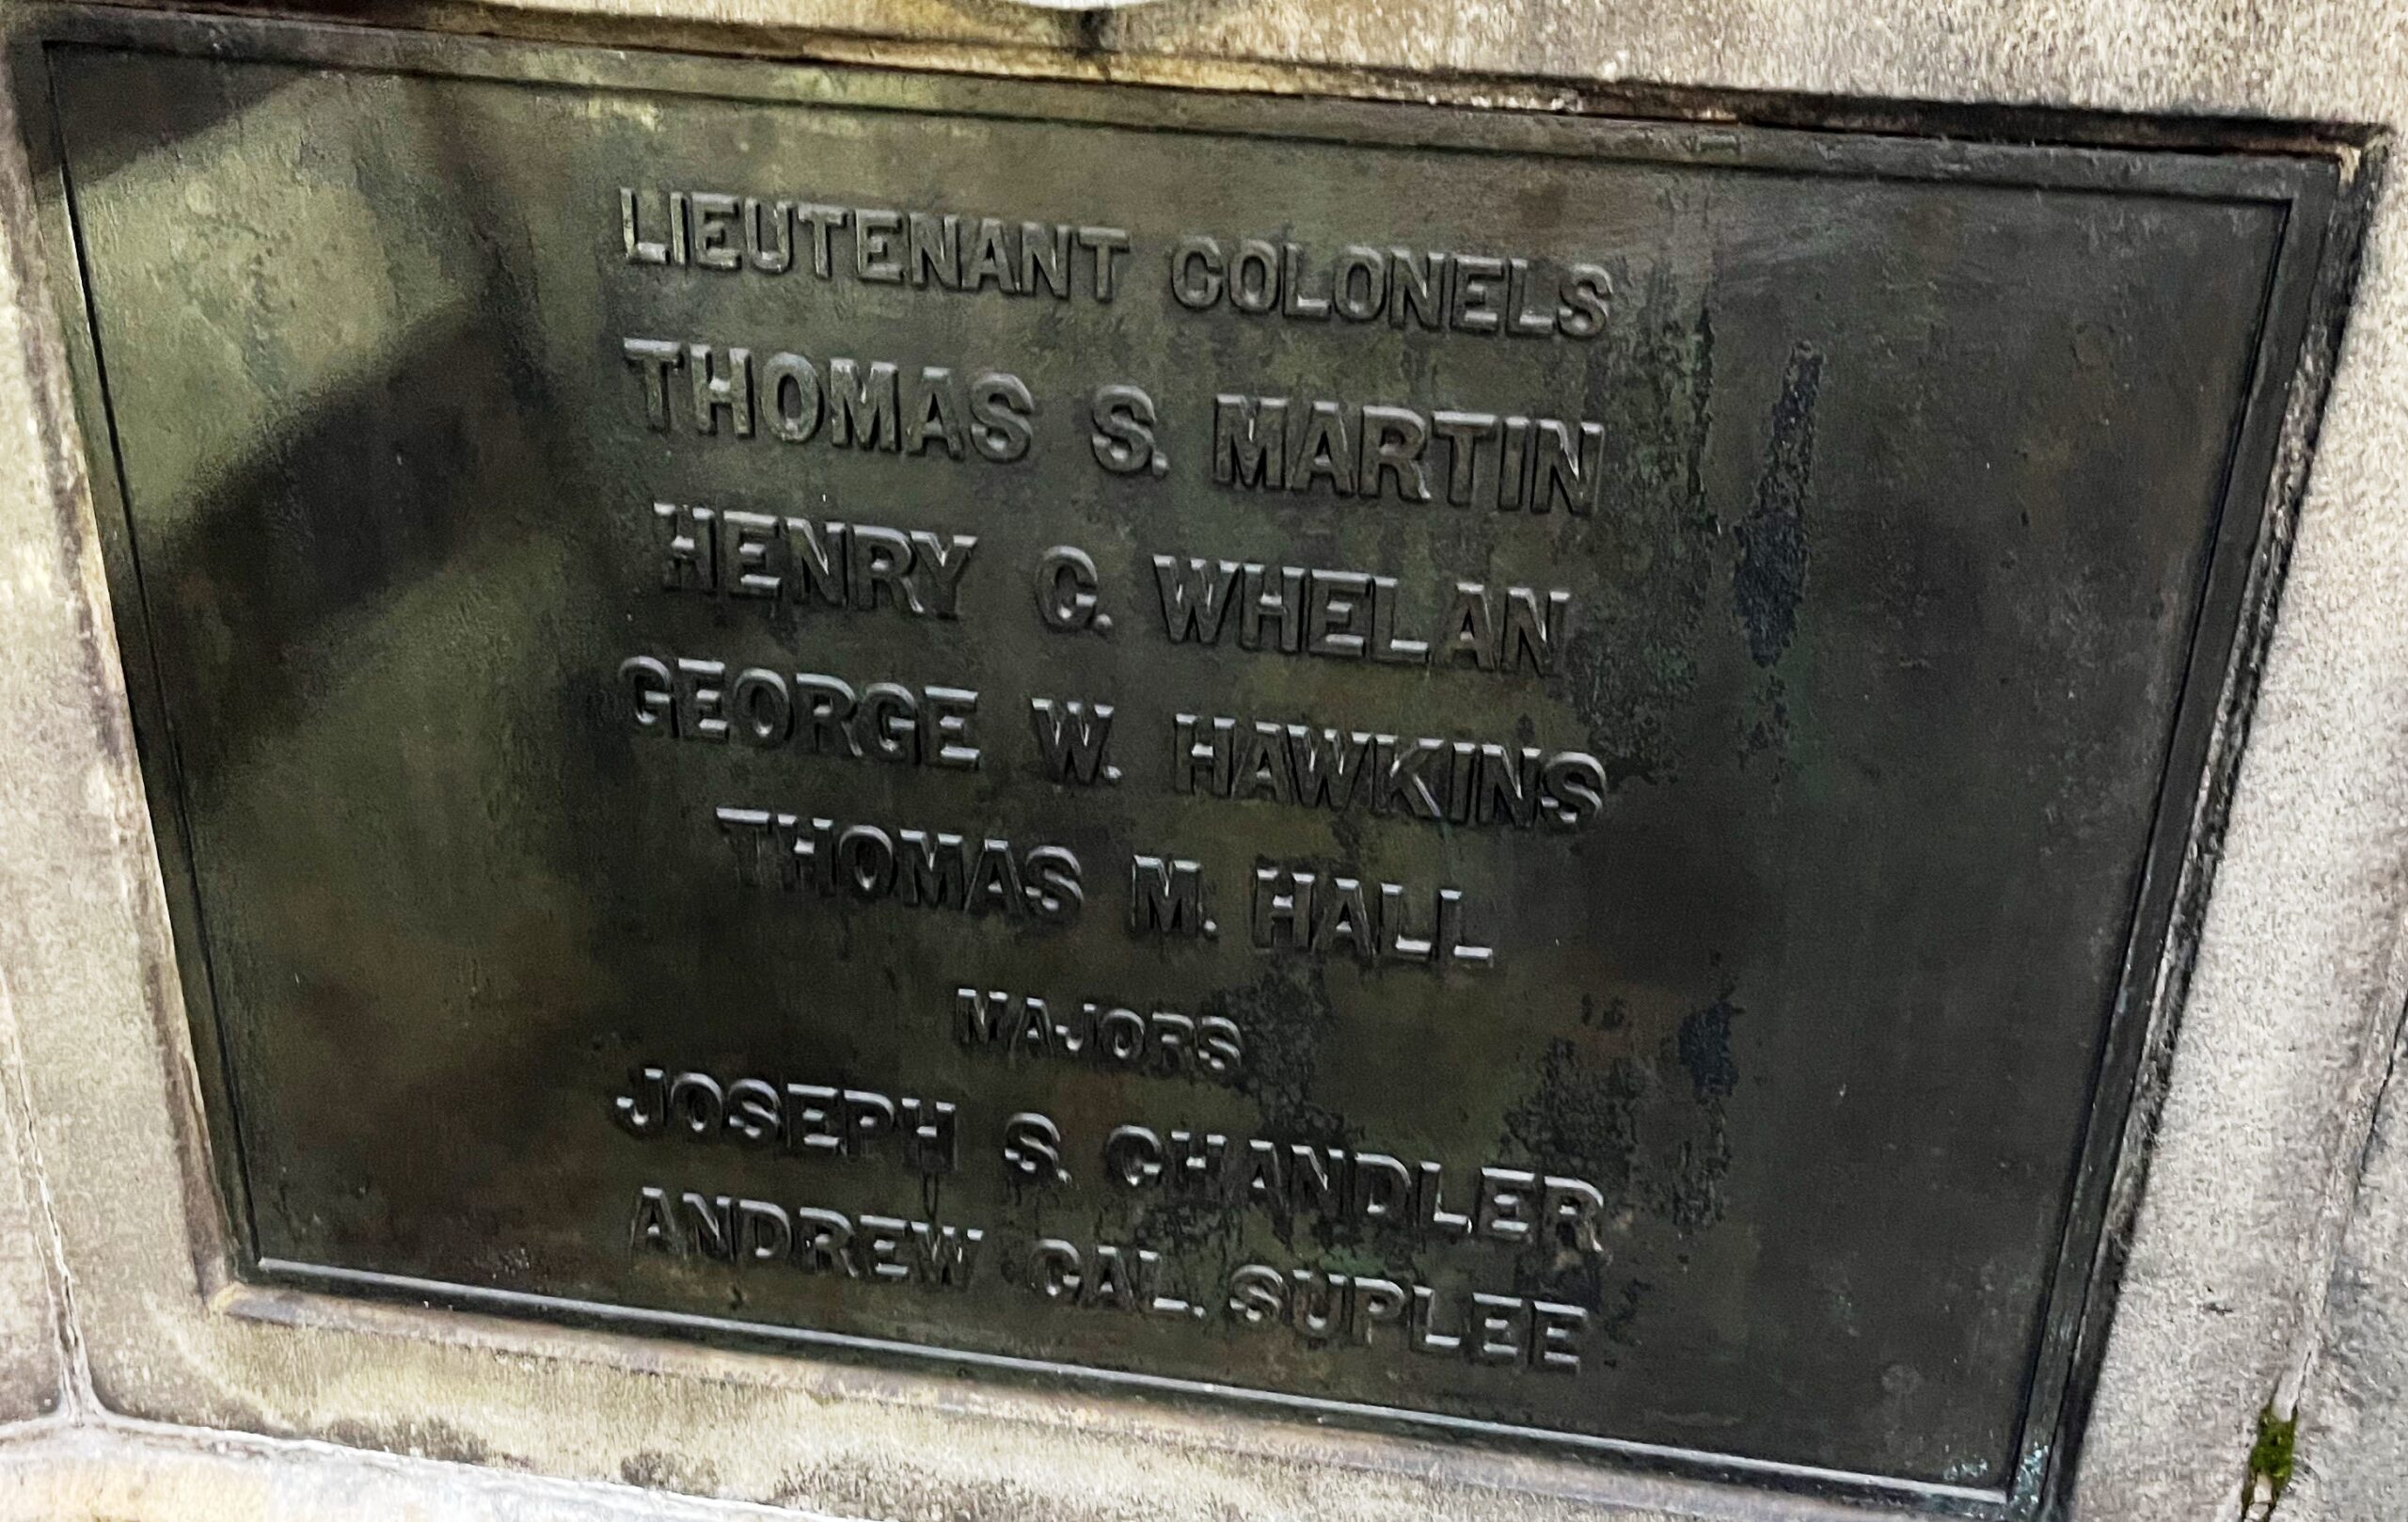 LIEUTENANT COLONELS
THOMAS S. MARTIN
HENRY C. WHELAN
GEORGE W. HAWKINS
THOMAS M. HALL
MAJORS
JOSEPH S. CHANDLER
ANDREW CAL. SUPLEE